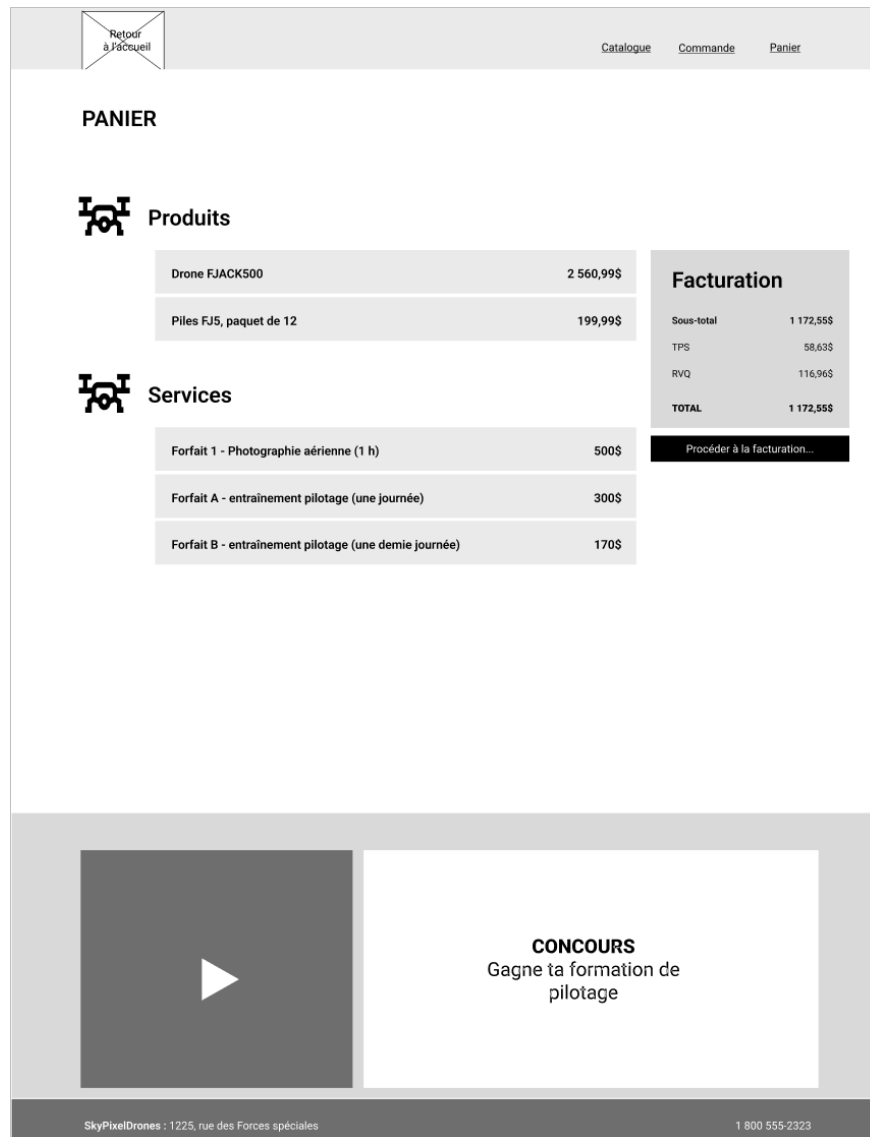 Retour
à l'accueil
Catalogue Commande Panier
PANIER
Produits
Drone FJACK500 2 560,99$
Piles FJ5, paquet de 12 199,99$
Facturation
Sous-total 1 172,55$
TPS 58,63$
RVQ 116,96$
TOTAL 1 172,55$
Procéder à la facturation...
Services
Forfait 1 - Photographie aérienne (1 h) 500$
Forfait A - entraînement pilotage (une journée) 300$
Forfait B - entraînement pilotage (une demie journée) 170$
CONCOURS
Gagne ta formation de
pilotage
SkyPixelDrones : 1225, rue des Forces spéciales 1 800 555-2323